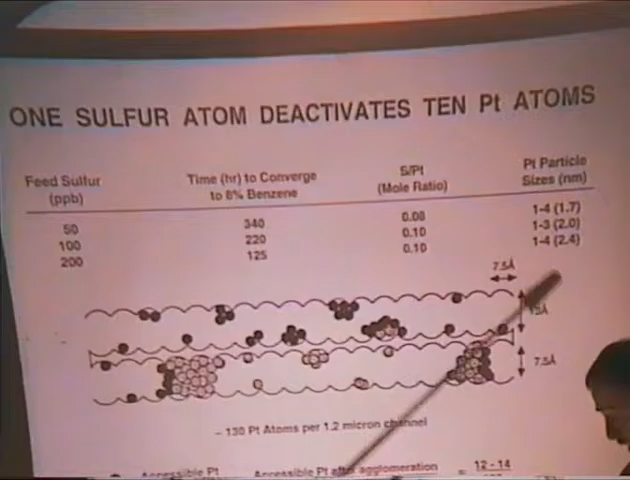 ONE SULFUR ATOM DEACTIVATES TEN Pt ATOMS
Feed Sulfur (ppb) Time (hr) to Converge to 8% Benzene S/Pt (Mole Ratio) Pt Particle Sizes (nm)
50 340 0.08 1-4 (1.7)
100 220 0.10 1-3 (2.0)
200 125 0.10 1-4 (2.4)
7.5Å
7.5Å
~ 130 Pt Atoms per 1.2 micron channel
Accessible Pt Accessible Pt after agglomeration = 12 - 14